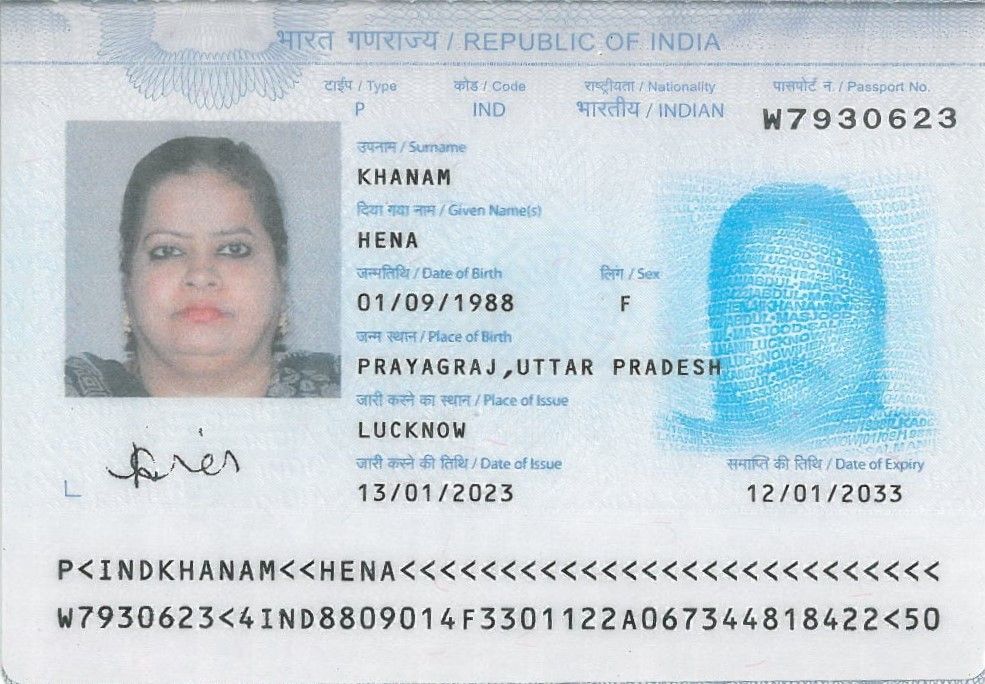 भारत गणराज्य / REPUBLIC OF INDIA
टाईप / Type कोड / Code राष्ट्रीयता / Nationality पासपोर्ट न. / Passport No.
P IND भारतीय / INDIAN W7930623
उपनाम / Surname
KHANAM
दिया गया नाम / Given Name(s)
HENA
जन्मतिथि / Date of Birth लिंग / Sex
01/09/1988 F
जन्म स्थान / Place of Birth
PRAYAGRAJ,UTTAR PRADESH
जारी करने का स्थान / Place of Issue
LUCKNOW
जारी करने की तिथि / Date of Issue समाप्ति की तिथि / Date of Expiry
13/01/2023 12/01/2033
P<INDKHANAM<<HENA<<<<<<<<<<<<<<<<<<<<<<<<<<<
W7930623<4IND8809014F3301122A067344818422<50